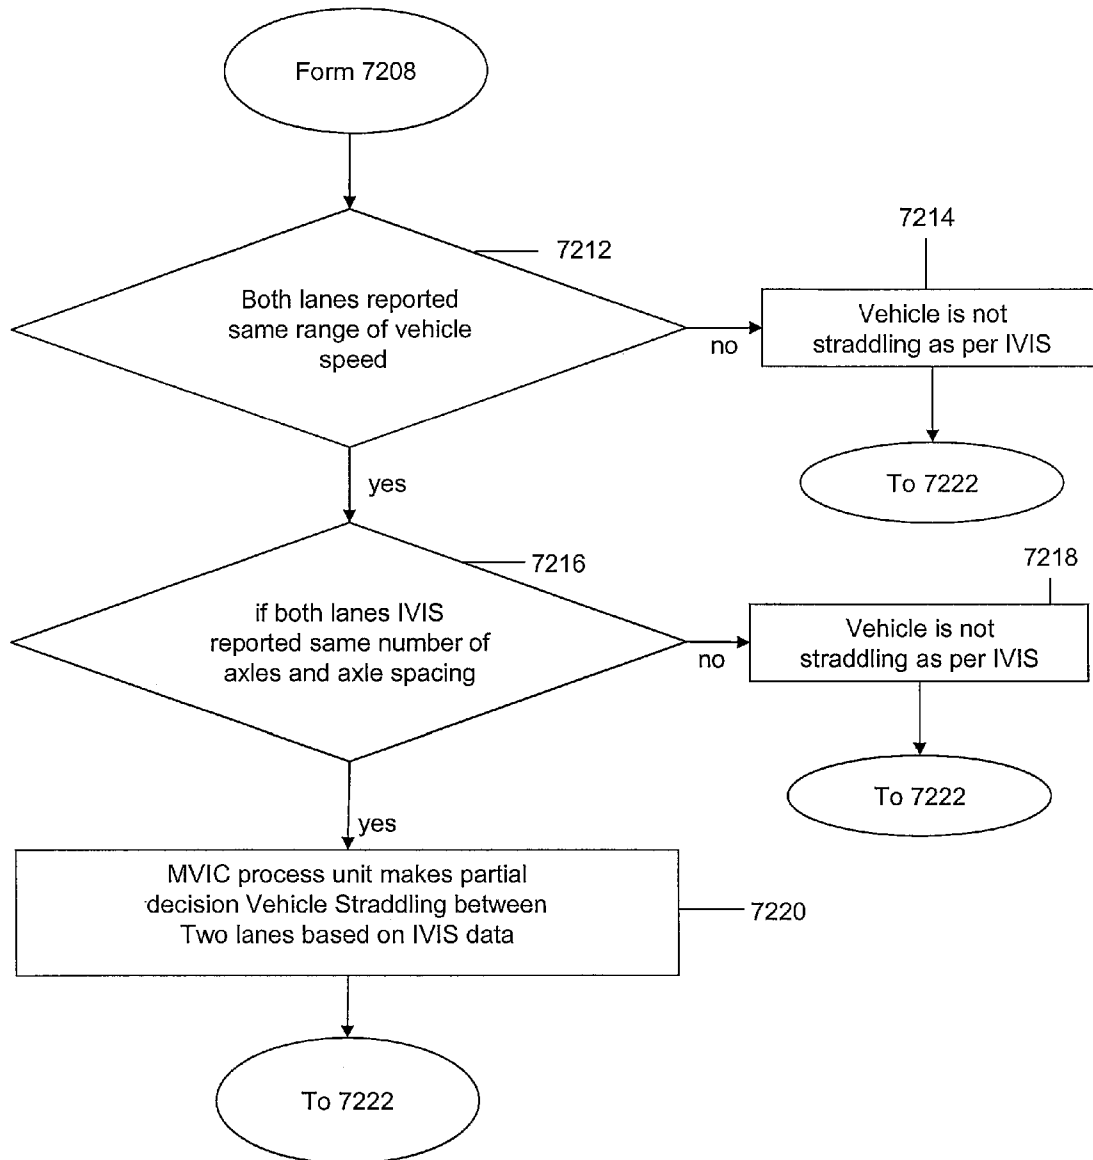 Form 7208
7212
Both lanes reported
same range of vehicle
speed
no
7214
Vehicle is not
straddling as per IVIS
To 7222
yes
7216
if both lanes IVIS
reported same number of
axles and axle spacing
no
7218
Vehicle is not
straddling as per IVIS
To 7222
yes
MVIC process unit makes partial
decision Vehicle Straddling between
Two lanes based on IVIS data
7220
To 7222